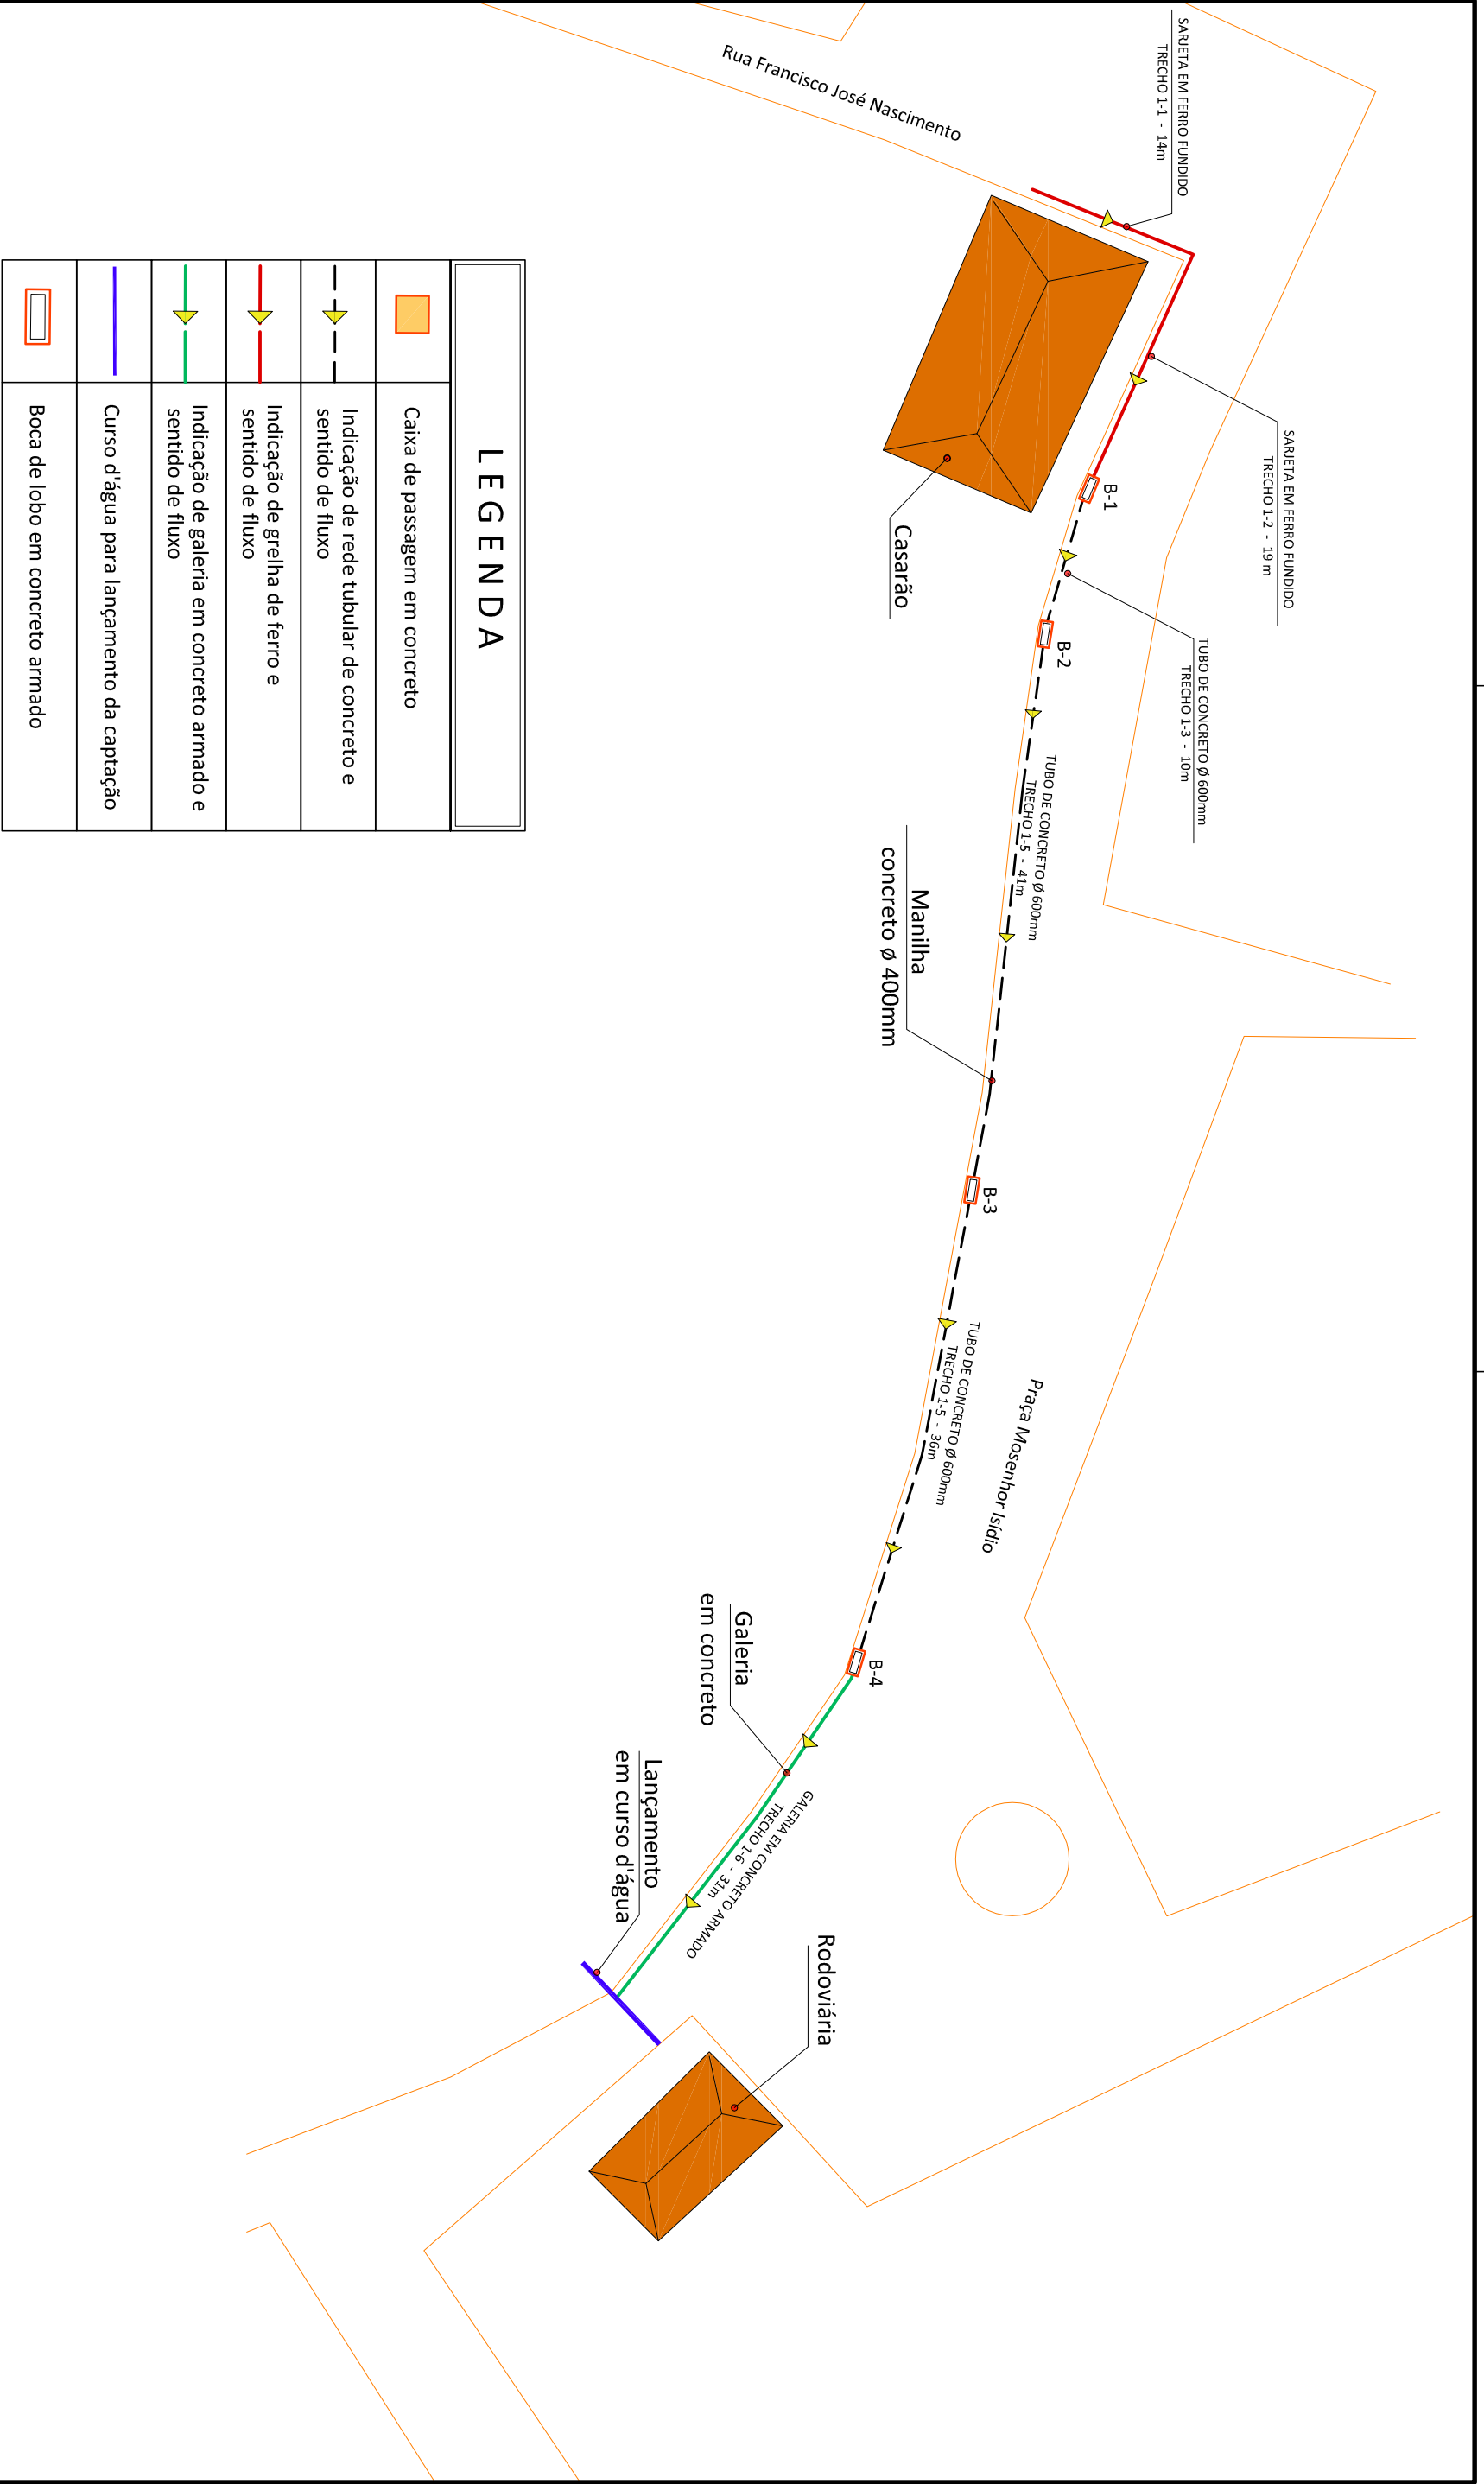 SARJETA EM FERRO FUNDIDO
TRECHO 1-1 - 14m
Rua Francisco José Nascimento
SARJETA EM FERRO FUNDIDO
TRECHO 1-2 - 19 m
B-1
Casarão
TUBO DE CONCRETO Ø 600mm
TRECHO 1-3 - 10m
B-2
TUBO DE CONCRETO Ø 600mm
TRECHO 1-5 - 41m
Manilha
concreto ø 400mm
B-3
TUBO DE CONCRETO Ø 600mm
TRECHO 1-5 - 36m
Praça Mosenhor Isídio
B-4
Galeria
em concreto
GALERIA EM CONCRETO ARMADO
TRECHO 1-6 - 31m
Lançamento
em curso d'água
Rodoviária
LEGENDA
Caixa de passagem em concreto
Indicação de rede tubular de concreto e
sentido de fluxo
Indicação de grelha de ferro e
sentido de fluxo
Indicação de galeria em concreto armado e
sentido de fluxo
Curso d'água para lançamento da captação
Boca de lobo em concreto armado